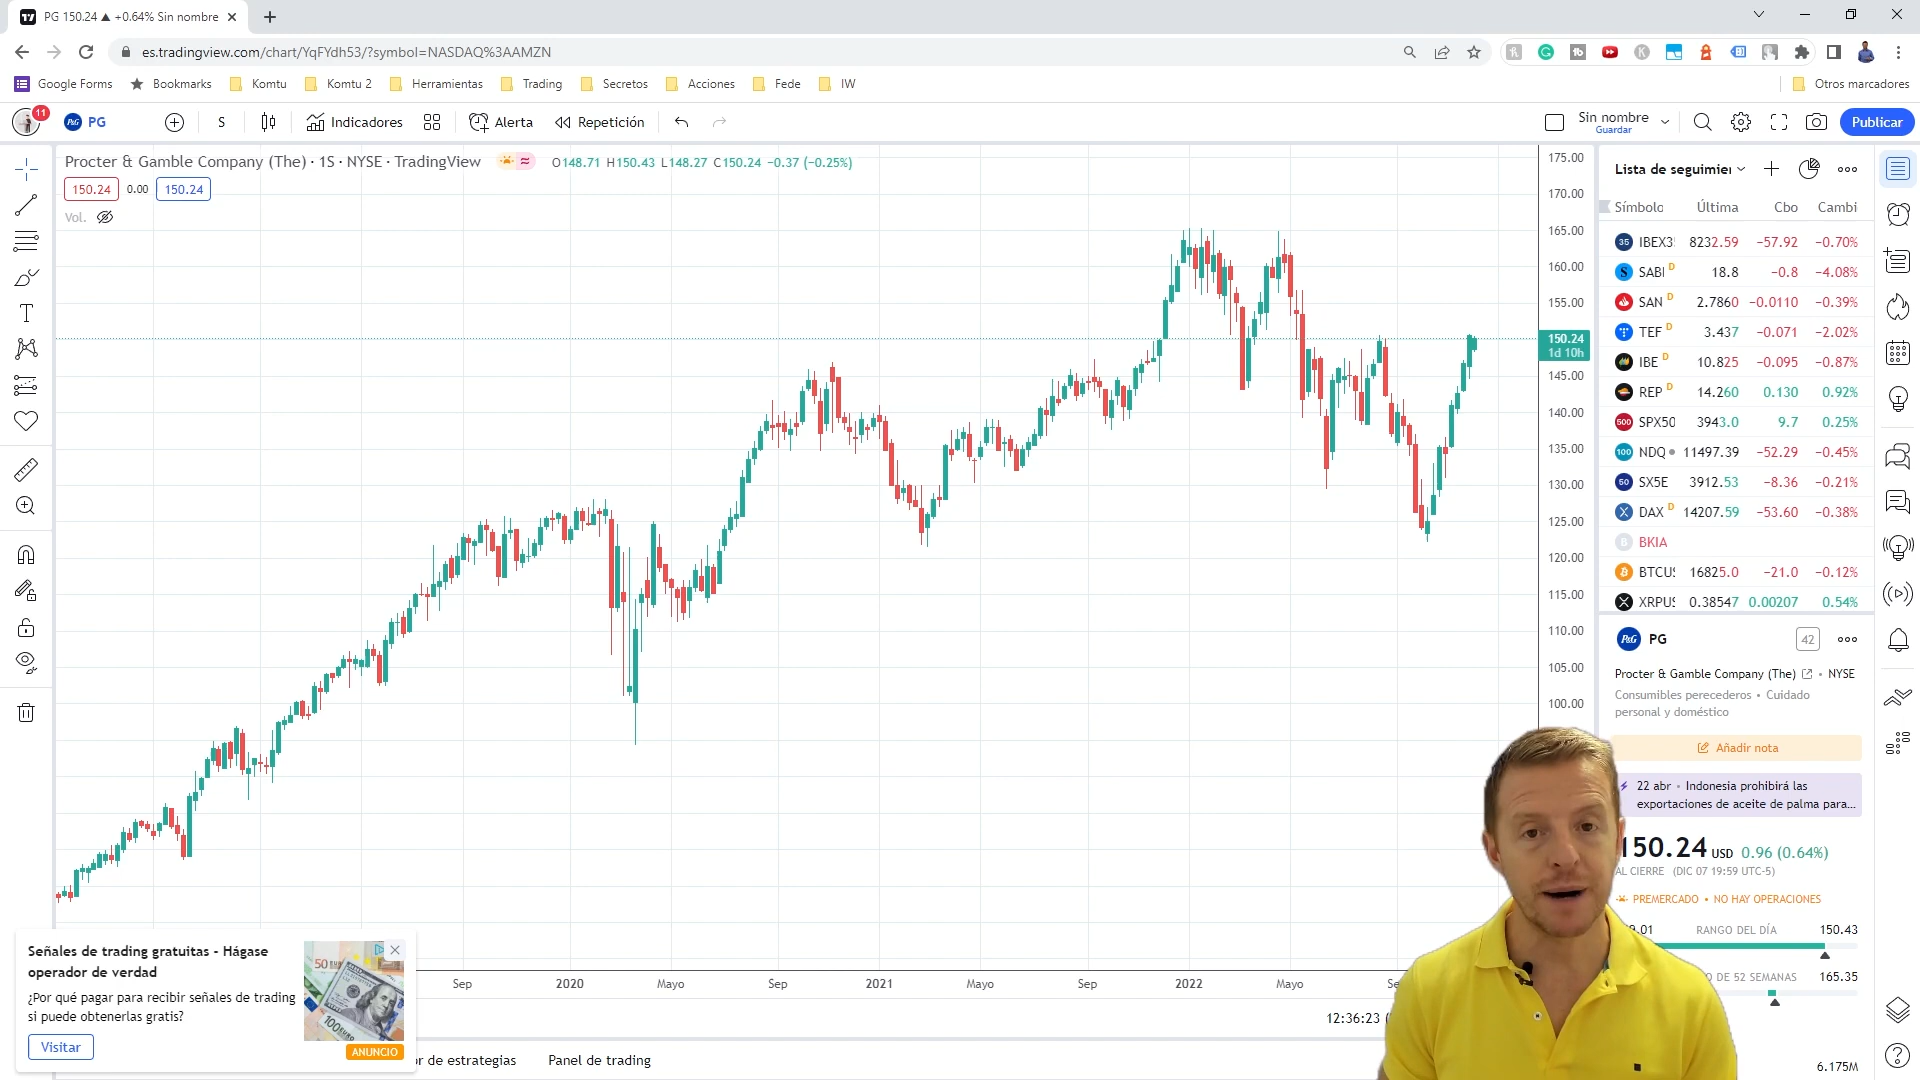 PG 150.24 ▲ +0.64% Sin nombre
es.tradingview.com/chart/YqFYdh53/?symbol=NASDAQ%3AAMZN
Google Forms Bookmarks Komtu Komtu 2 Herramientas Trading Secretos Acciones Fede IW Otros marcadores
11 PG S Indicadores Alerta Repetición Sin nombre Guardar Publicar
Procter & Gamble Company (The) · 1S · NYSE · TradingView O148.71 H150.43 L148.27 C150.24 −0.37 (−0.25%)
150.24 0.00 150.24
Vol.
175.00
170.00
165.00
160.00
155.00
150.24
1d 10h
145.00
140.00
135.00
130.00
125.00
120.00
115.00
110.00
105.00
100.00
Sep 2020 Mayo Sep 2021 Mayo Sep 2022 Mayo
12:36:23
Lista de seguimier
Símbolo Última Cbo Cambi
35 IBEX3 8232.59 −57.92 −0.70%
S SABI D 18.8 −0.8 −4.08%
SAN D 2.7860 −0.0110 −0.39%
TEF D 3.437 −0.071 −2.02%
IBE D 10.825 −0.095 −0.87%
REP D 14.260 0.130 0.92%
500 SPX50 3943.0 9.7 0.25%
100 NDQ 11497.39 −52.29 −0.45%
50 SX5E 3912.53 −8.36 −0.21%
X DAX D 14207.59 −53.60 −0.38%
B BKIA
BTCUS 16825.0 −21.0 −0.12%
XRPUS 0.38547 0.00207 0.54%
P&G PG 42
Procter & Gamble Company (The) • NYSE
Consumibles perecederos • Cuidado
personal y doméstico
Añadir nota
22 abr • Indonesia prohibirá las
exportaciones de aceite de palma para...
150.24 USD 0.96 (0.64%)
AL CIERRE (DIC 07 19:59 UTC-5)
PREMERCADO • NO HAY OPERACIONES
RANGO DEL DÍA 150.43
52 SEMANAS 165.35
6.175M
Señales de trading gratuitas - Hágase
operador de verdad
¿Por qué pagar para recibir señales de trading
si puede obtenerlas gratis?
Visitar
ANUNCIO
de estrategias Panel de trading